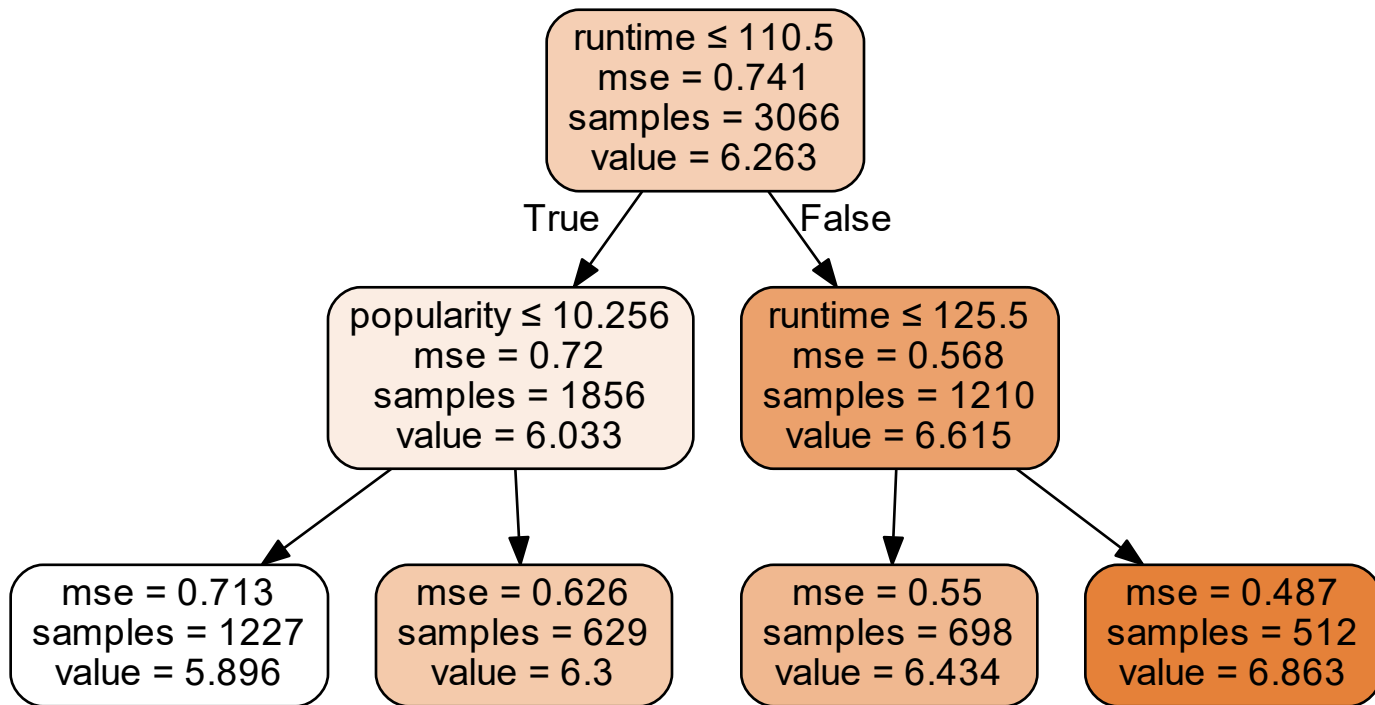 runtime ≤ 110.5
mse = 0.741
samples = 3066
value = 6.263
True
False
popularity ≤ 10.256
mse = 0.72
samples = 1856
value = 6.033
runtime ≤ 125.5
mse = 0.568
samples = 1210
value = 6.615
mse = 0.713
samples = 1227
value = 5.896
mse = 0.626
samples = 629
value = 6.3
mse = 0.55
samples = 698
value = 6.434
mse = 0.487
samples = 512
value = 6.863